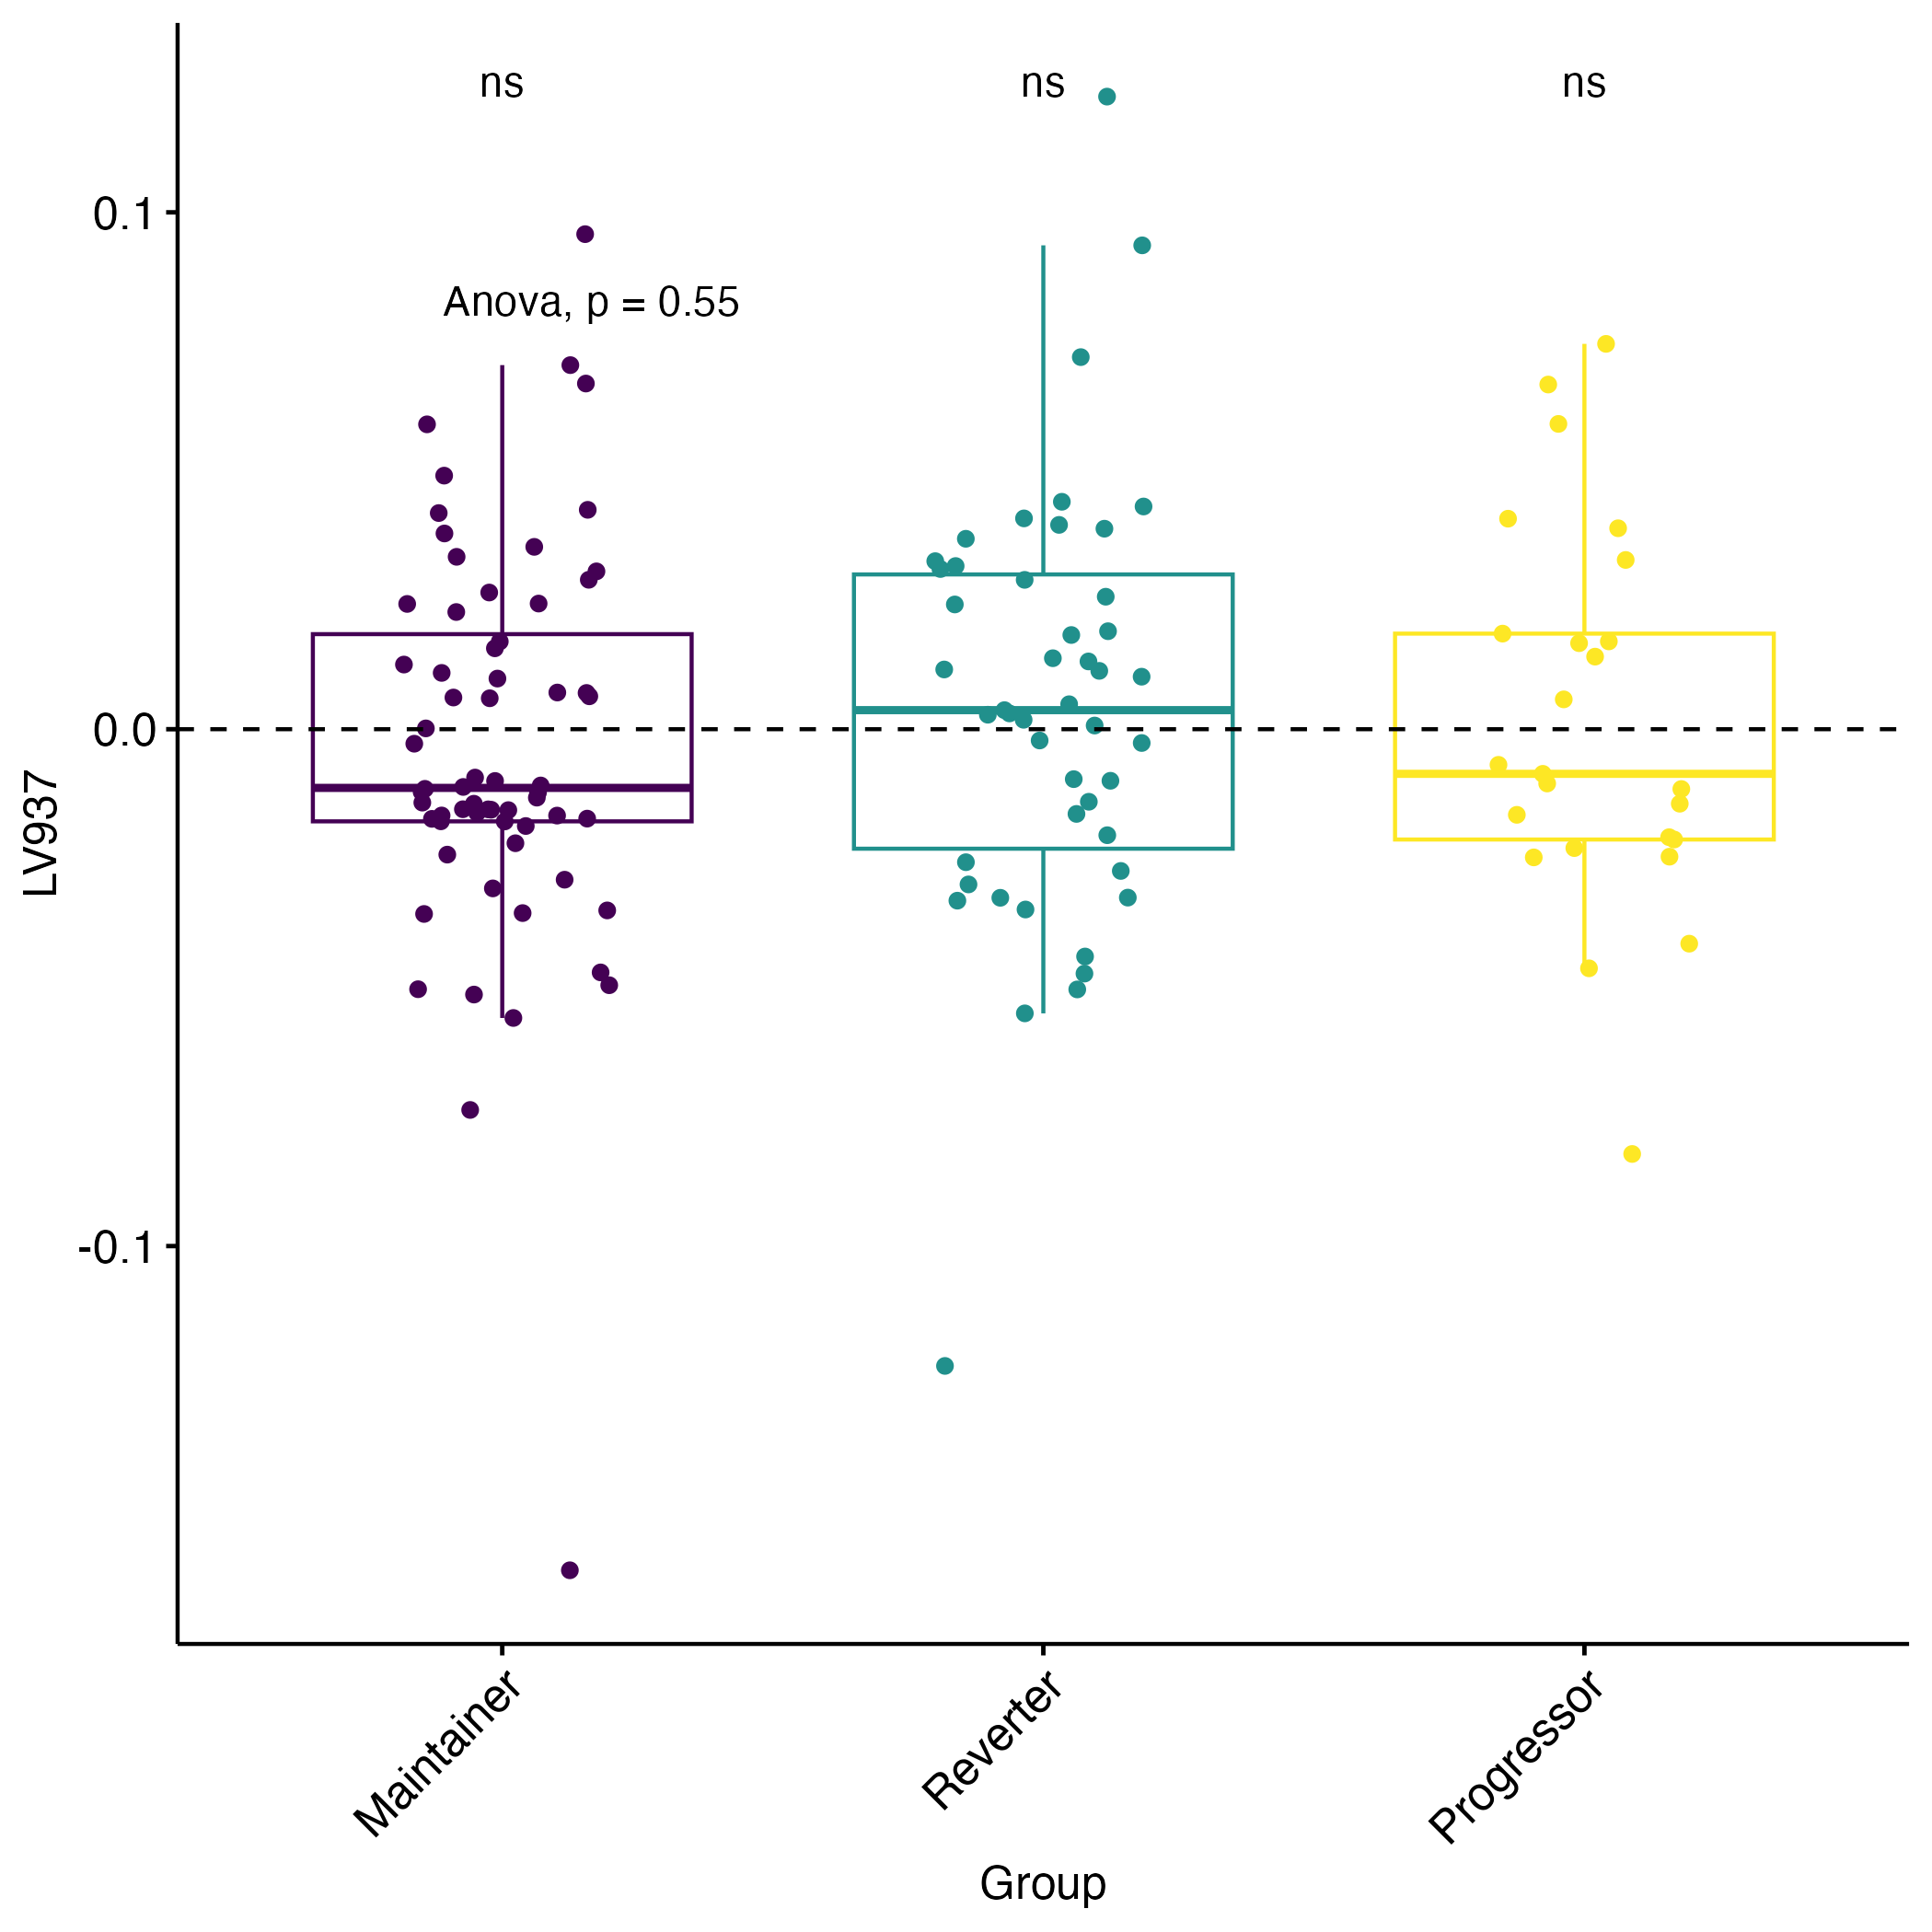 ns ns ns
0.1
Anova, p = 0.55
0.0
LV937
-0.1
Maintainer
Reverter
Progressor
Group